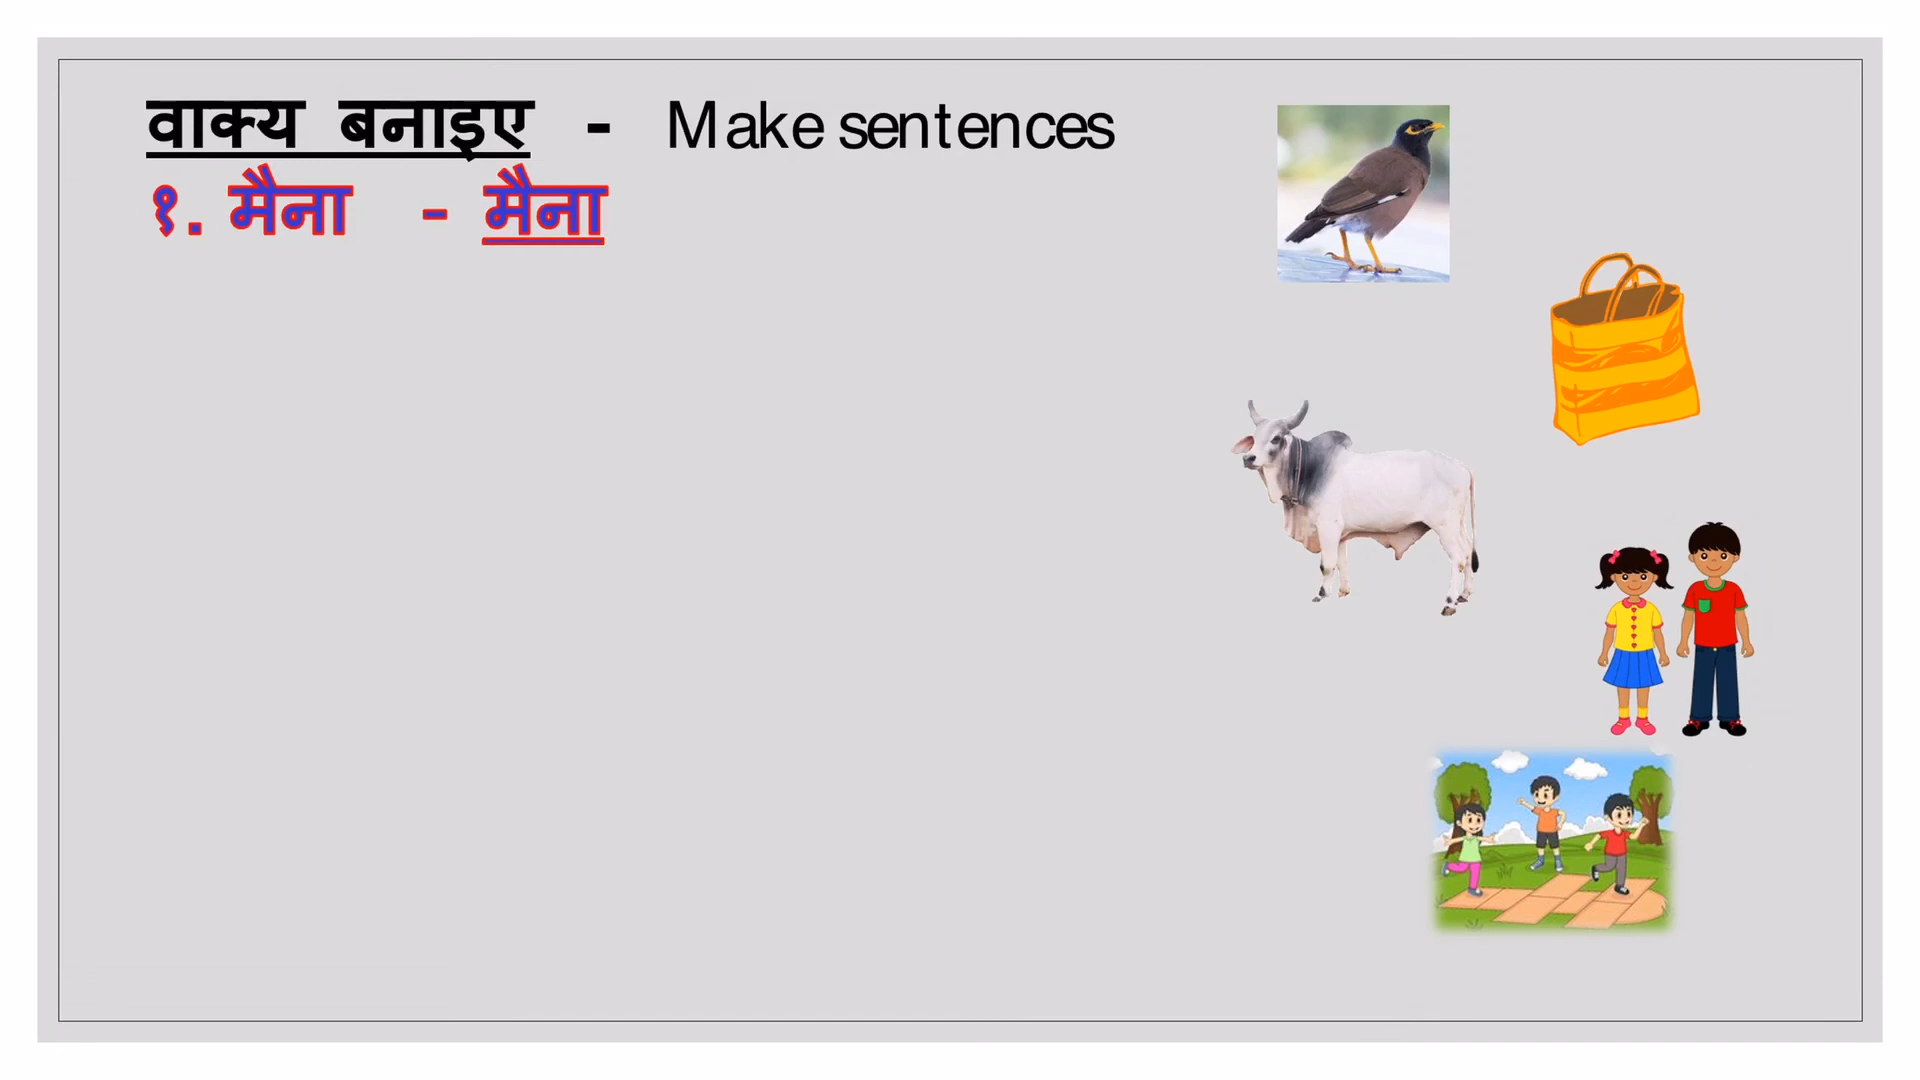 वाक्य बनाइए - Make sentences
१. मैना - मैना